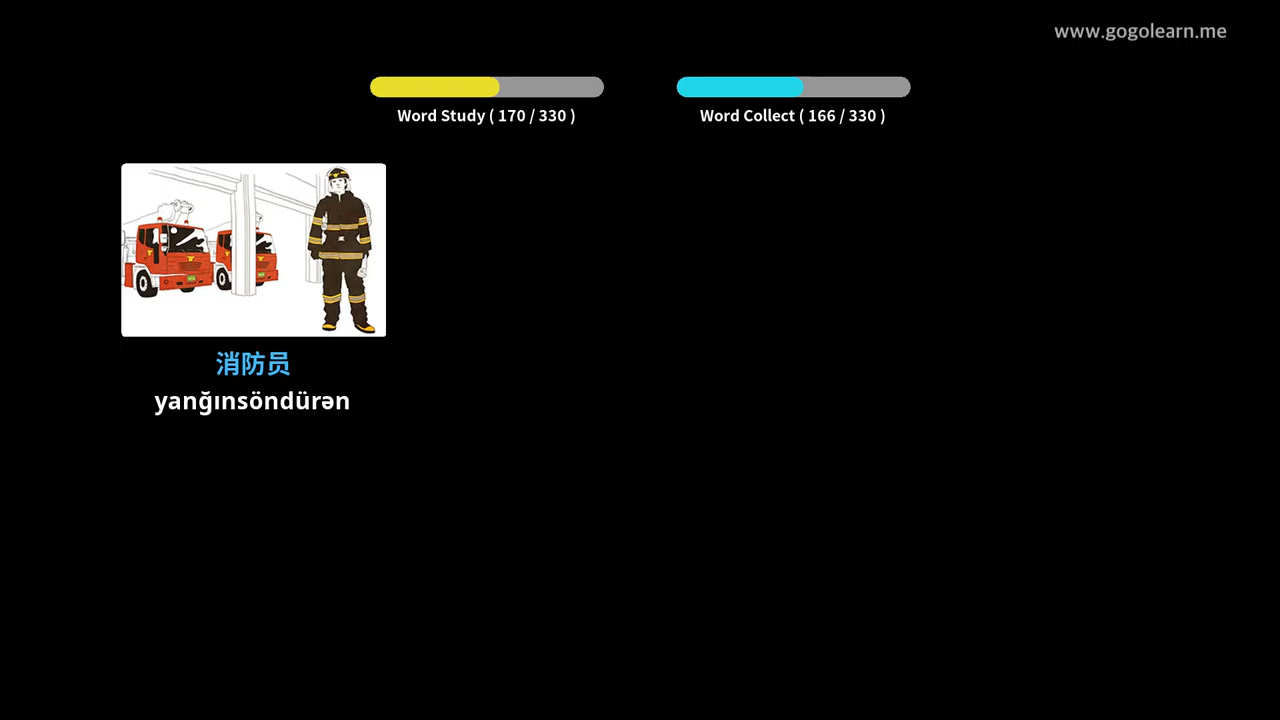 www.gogolearn.me
Word Study ( 170 / 330 )
Word Collect ( 166 / 330 )
消防员
yanğınsöndürən